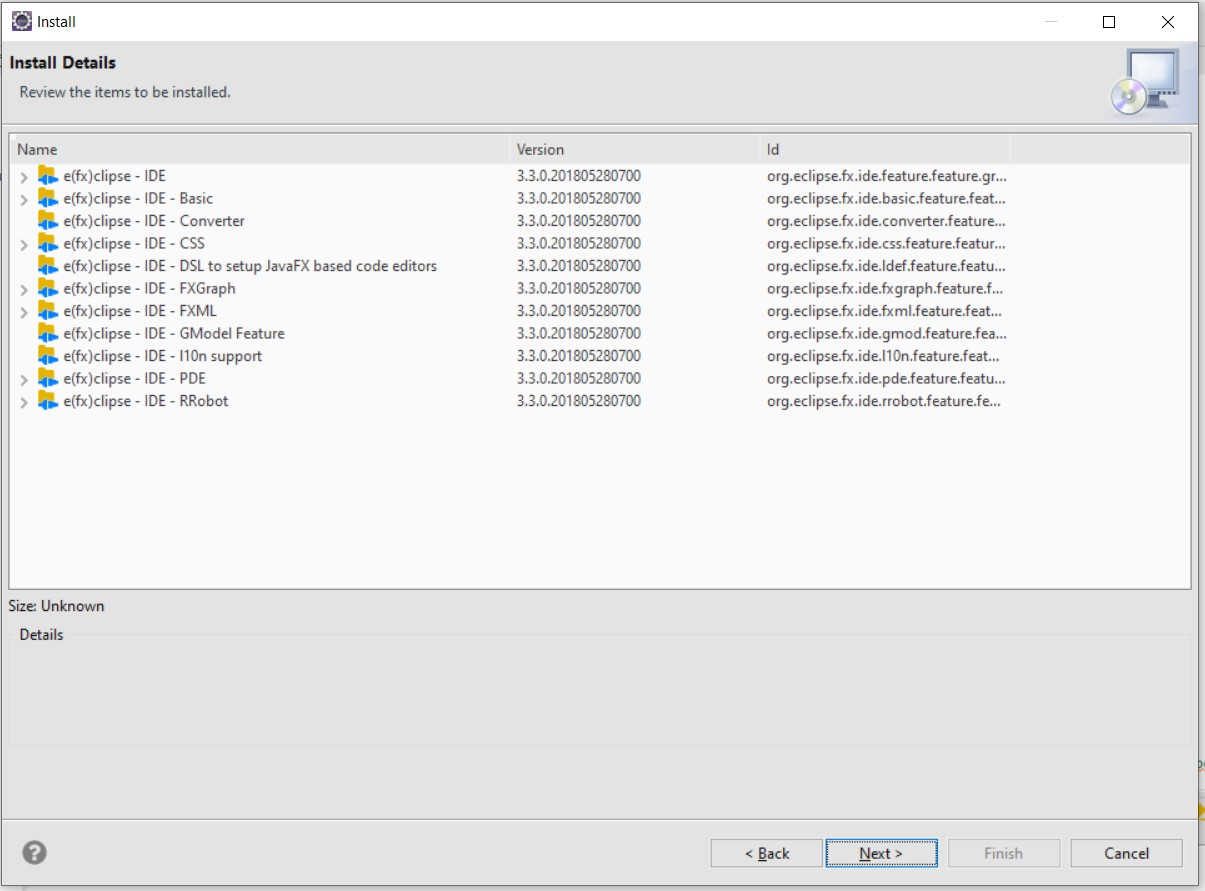 Install
Install Details
Review the items to be installed.
Name Version Id
e(fx)clipse - IDE 3.3.0.201805280700 org.eclipse.fx.ide.feature.feature.gr...
e(fx)clipse - IDE - Basic 3.3.0.201805280700 org.eclipse.fx.ide.basic.feature.feat...
e(fx)clipse - IDE - Converter 3.3.0.201805280700 org.eclipse.fx.ide.converter.feature...
e(fx)clipse - IDE - CSS 3.3.0.201805280700 org.eclipse.fx.ide.css.feature.featur...
e(fx)clipse - IDE - DSL to setup JavaFX based code editors 3.3.0.201805280700 org.eclipse.fx.ide.ldef.feature.featu...
e(fx)clipse - IDE - FXGraph 3.3.0.201805280700 org.eclipse.fx.ide.fxgraph.feature.f...
e(fx)clipse - IDE - FXML 3.3.0.201805280700 org.eclipse.fx.ide.fxml.feature.feat...
e(fx)clipse - IDE - GModel Feature 3.3.0.201805280700 org.eclipse.fx.ide.gmod.feature.fea...
e(fx)clipse - IDE - l10n support 3.3.0.201805280700 org.eclipse.fx.ide.l10n.feature.feat...
e(fx)clipse - IDE - PDE 3.3.0.201805280700 org.eclipse.fx.ide.pde.feature.featu...
e(fx)clipse - IDE - RRobot 3.3.0.201805280700 org.eclipse.fx.ide.rrobot.feature.fe...
Size: Unknown
Details
? < Back Next > Finish Cancel